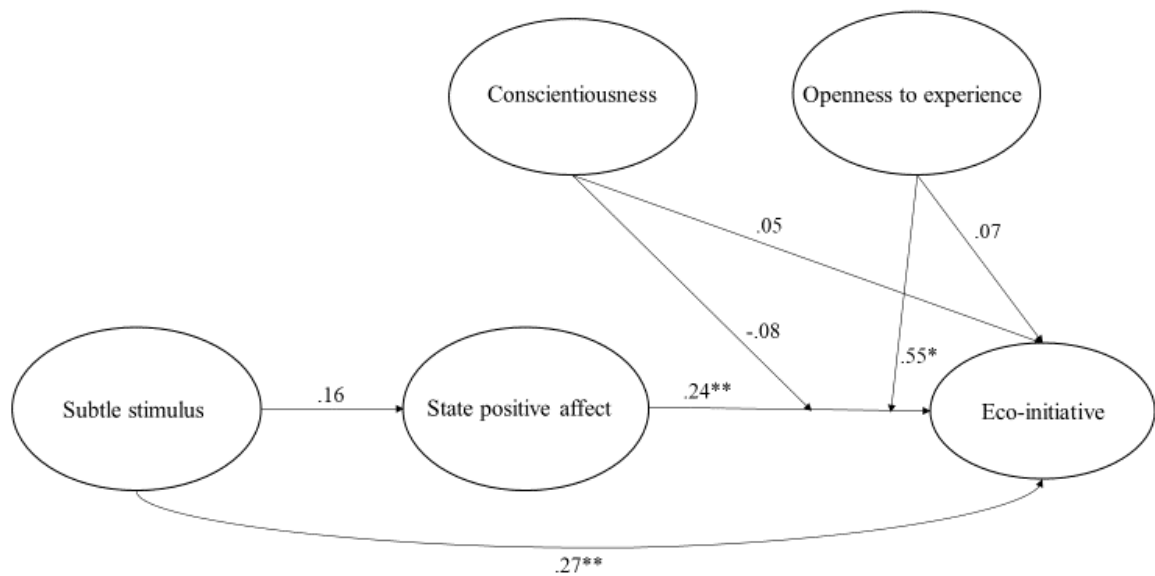 Conscientiousness
Openness to experience
.05
.07
-.08
.55*
Subtle stimulus
.16
State positive affect
.24**
Eco-initiative
.27**